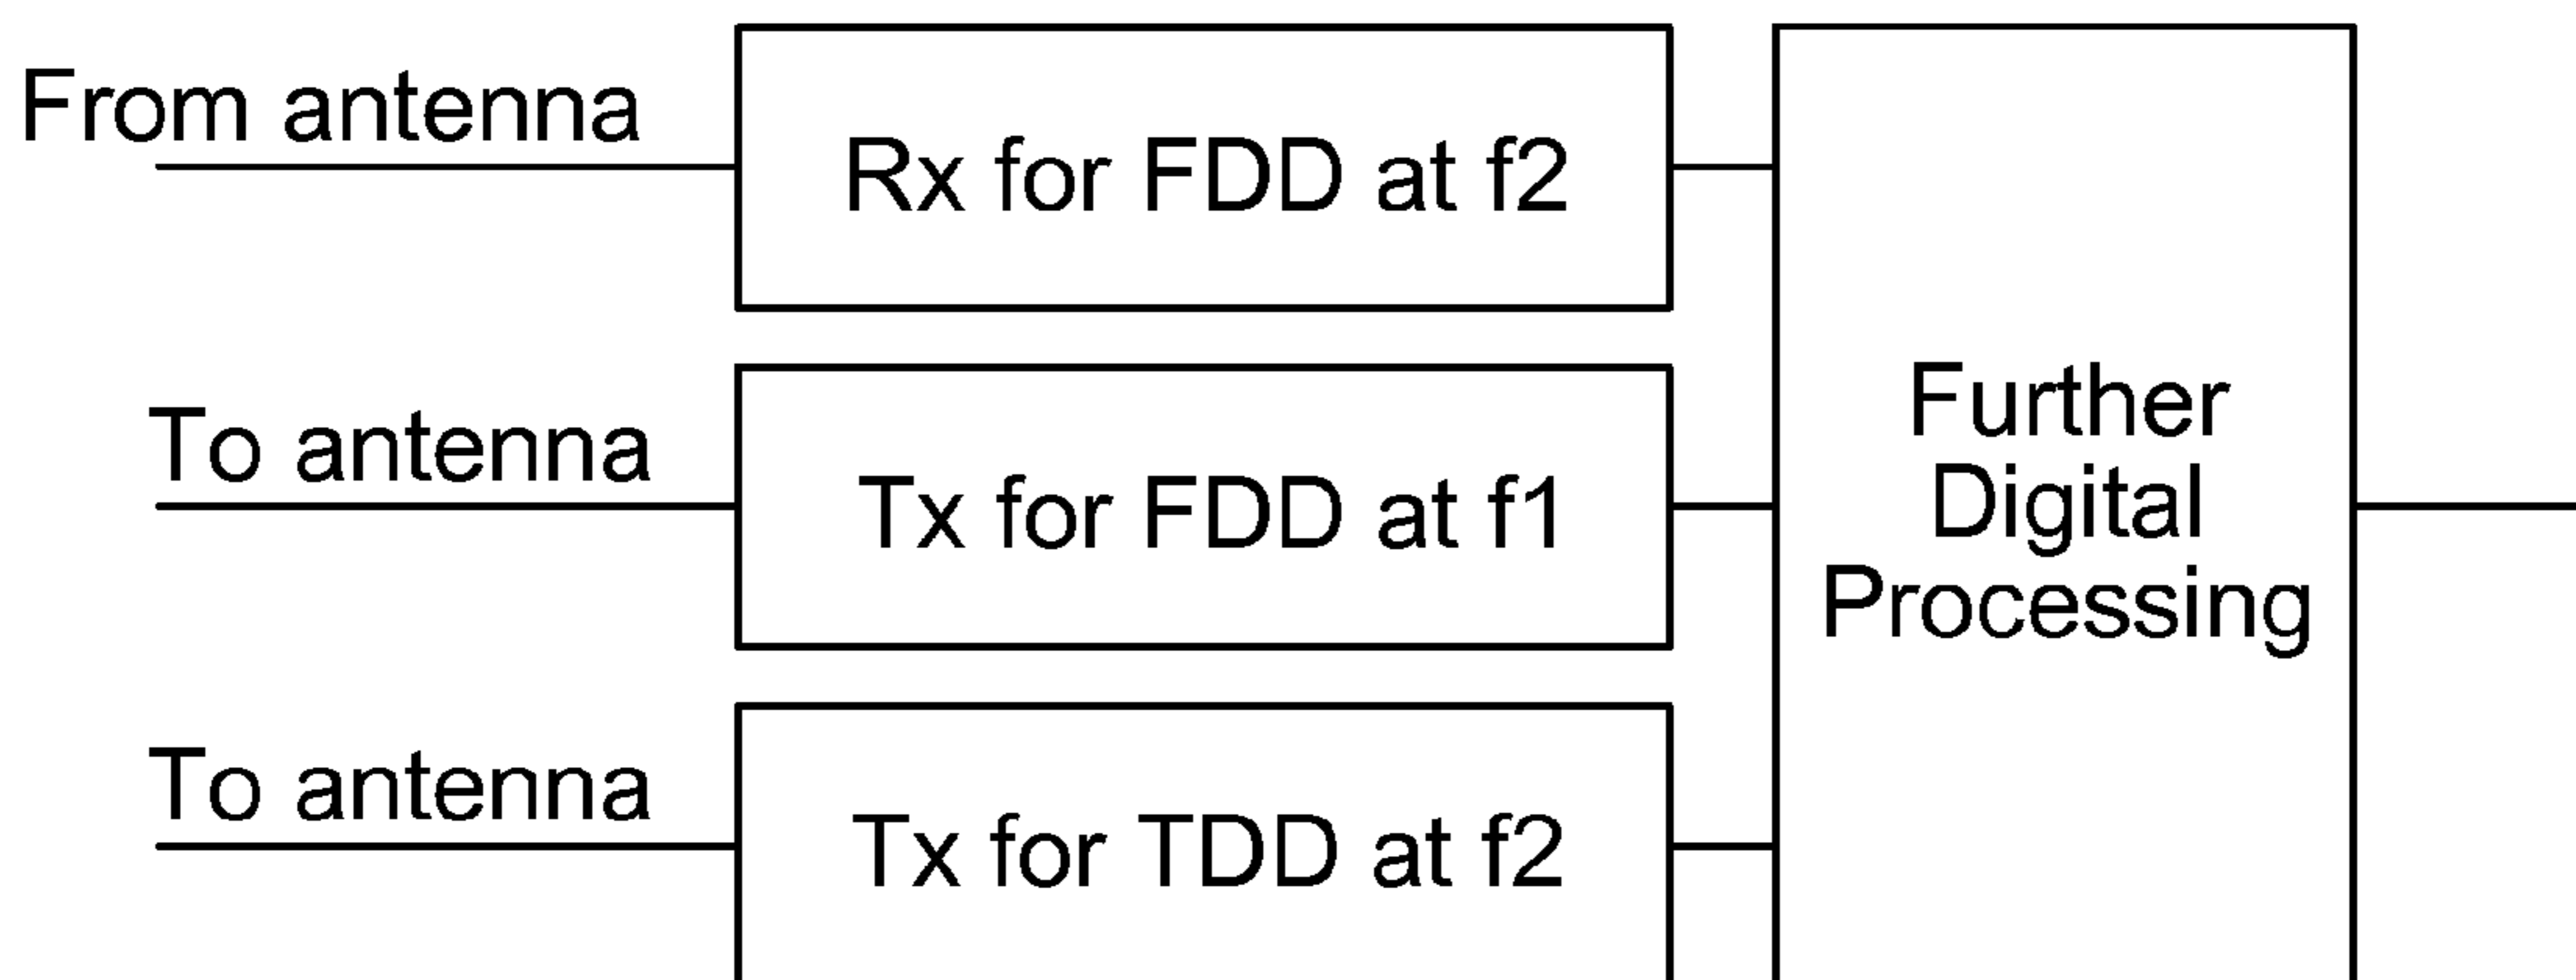 From antenna
Rx for FDD at f2
To antenna
Tx for FDD at f1
Further
Digital
Processing
To antenna
Tx for TDD at f2